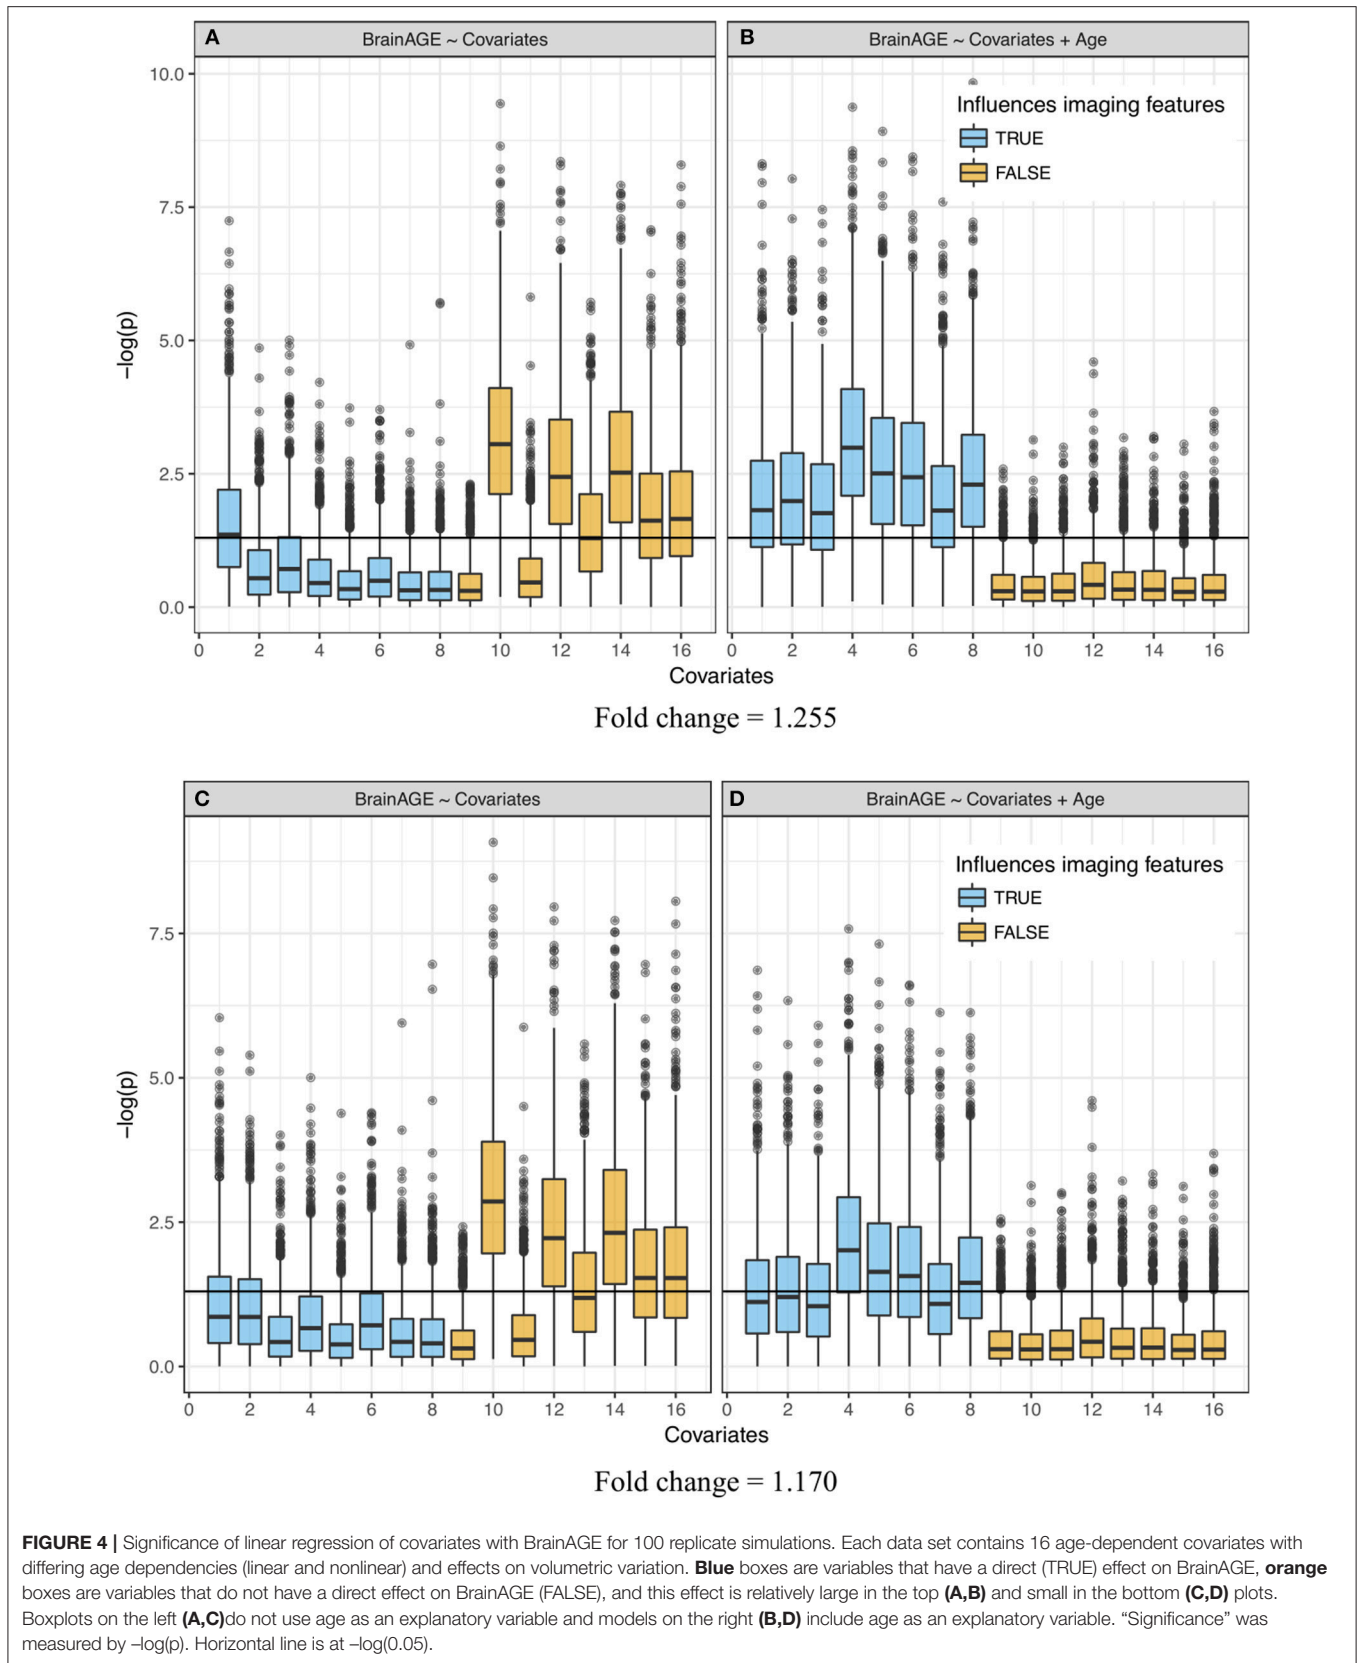 A BrainAGE ~ Covariates
B BrainAGE ~ Covariates + Age
10.0
7.5
5.0
2.5
0.0
−log(p)
Influences imaging features
TRUE
FALSE
0 2 4 6 8 10 12 14 16
0 2 4 6 8 10 12 14 16
Covariates
Fold change = 1.255
C BrainAGE ~ Covariates
D BrainAGE ~ Covariates + Age
7.5
5.0
2.5
0.0
−log(p)
Influences imaging features
TRUE
FALSE
0 2 4 6 8 10 12 14 16
0 2 4 6 8 10 12 14 16
Covariates
Fold change = 1.170
FIGURE 4 | Significance of linear regression of covariates with BrainAGE for 100 replicate simulations. Each data set contains 16 age-dependent covariates with
differing age dependencies (linear and nonlinear) and effects on volumetric variation. Blue boxes are variables that have a direct (TRUE) effect on BrainAGE, orange
boxes are variables that do not have a direct effect on BrainAGE (FALSE), and this effect is relatively large in the top (A,B) and small in the bottom (C,D) plots.
Boxplots on the left (A,C)do not use age as an explanatory variable and models on the right (B,D) include age as an explanatory variable. “Significance” was
measured by –log(p). Horizontal line is at –log(0.05).